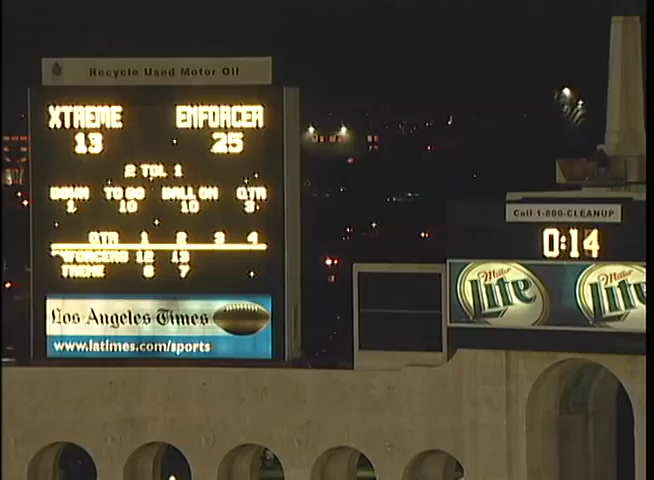 Recycle Used Motor Oil
XTREME ENFORCER
13 25
2 TOL 1
DOWN TO GO BALL ON QTR
1 10 10 3
QTR 1 2 3 4
ENFORCERS 12 13
TREME 6 7
Los Angeles Times
www.latimes.com/sports
Call 1-800-CLEANUP
0:14
Miller Lite
Miller Lite